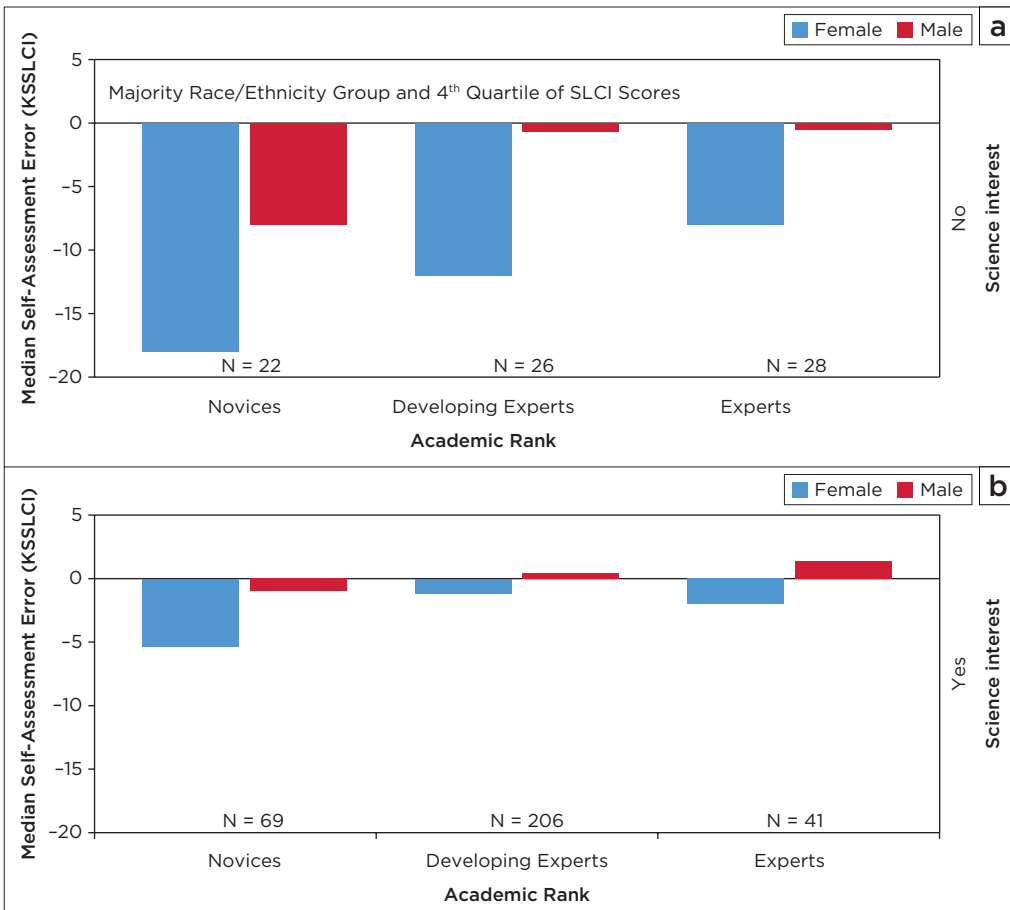 Female Male a
Median Self-Assessment Error (KSSLCI)
5
Majority Race/Ethnicity Group and 4th Quartile of SLCI Scores
0
–5
–10
–15
–20
N = 22 N = 26 N = 28
Novices Developing Experts Experts
Academic Rank
No
Science interest
Female Male b
Median Self-Assessment Error (KSSLCI)
5
0
–5
–10
–15
–20
N = 69 N = 206 N = 41
Novices Developing Experts Experts
Academic Rank
Yes
Science interest